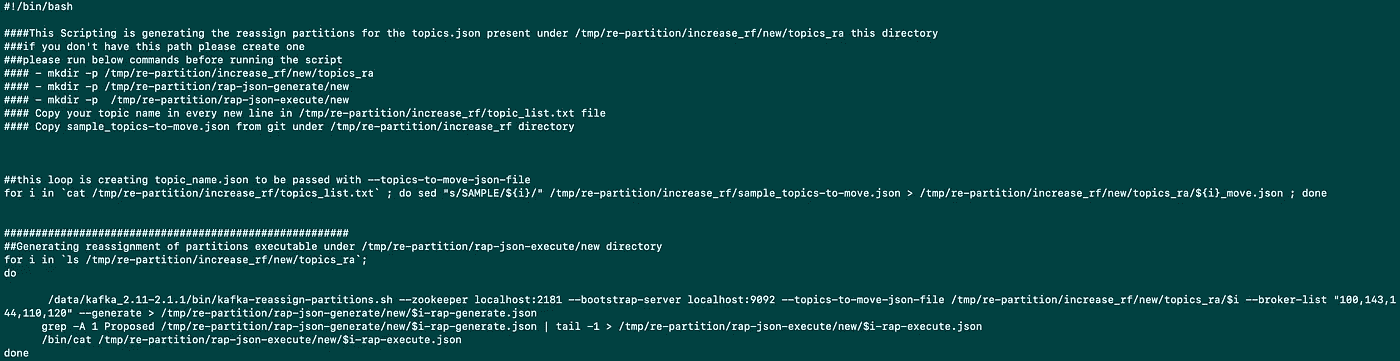 #!/bin/bash
####This Scripting is generating the reassign partitions for the topics.json present under /tmp/re-partition/increase_rf/new/topics_ra this directory
###if you don't have this path please create one
###please run below commands before running the script
#### - mkdir -p /tmp/re-partition/increase_rf/new/topics_ra
#### - mkdir -p /tmp/re-partition/rap-json-generate/new
#### - mkdir -p  /tmp/re-partition/rap-json-execute/new
#### Copy your topic name in every new line in /tmp/re-partition/increase_rf/topic_list.txt file
#### Copy sample_topics-to-move.json from git under /tmp/re-partition/increase_rf directory
##this loop is creating topic_name.json to be passed with --topics-to-move-json-file
for i in `cat /tmp/re-partition/increase_rf/topics_list.txt` ; do sed "s/SAMPLE/${i}/" /tmp/re-partition/increase_rf/sample_topics-to-move.json > /tmp/re-partition/increase_rf/new/topics_ra/${i}_move.json ; done
#######################################################
##Generating reassignment of partitions executable under /tmp/re-partition/rap-json-execute/new directory
for i in `ls /tmp/re-partition/increase_rf/new/topics_ra`;
do
/data/kafka_2.11-2.1.1/bin/kafka-reassign-partitions.sh --zookeeper localhost:2181 --bootstrap-server localhost:9092 --topics-to-move-json-file /tmp/re-partition/increase_rf/new/topics_ra/$i --broker-list "100,143,1
44,110,120" --generate > /tmp/re-partition/rap-json-generate/new/$i-rap-generate.json
grep -A 1 Proposed /tmp/re-partition/rap-json-generate/new/$i-rap-generate.json | tail -1 > /tmp/re-partition/rap-json-execute/new/$i-rap-execute.json
/bin/cat /tmp/re-partition/rap-json-execute/new/$i-rap-execute.json
done